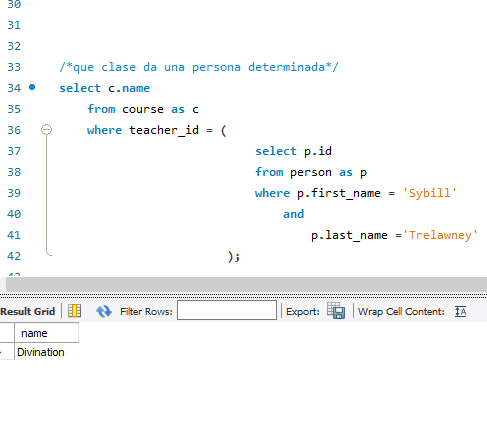 30
31
32
33 /*que clase da una persona determinada*/
34 select c.name
35 from course as c
36 where teacher_id = (
37 select p.id
38 from person as p
39 where p.first_name = 'Sybill'
40 and
41 p.last_name ='Trelawney'
42 );
Result Grid Filter Rows: Export: Wrap Cell Content:
name
Divination